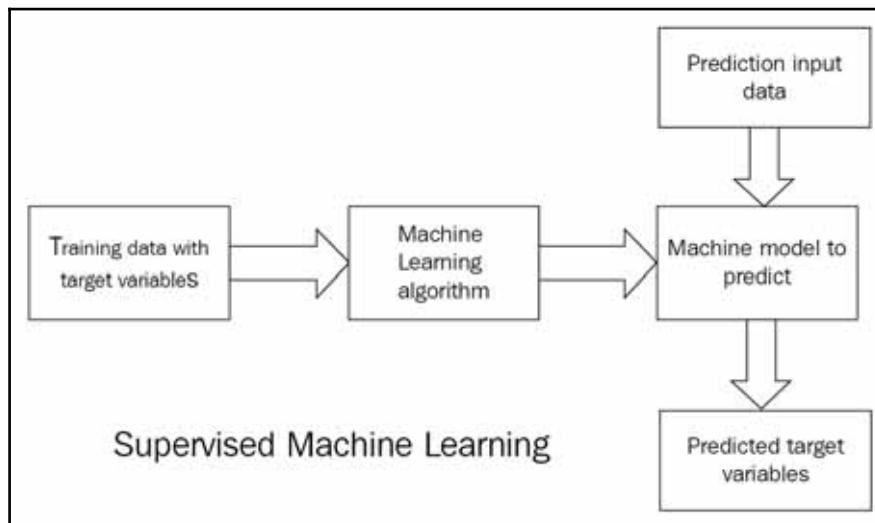 Prediction input
data
Training data with
target variableS
Machine
Learning
algorithm
Machine model to
predict
Supervised Machine Learning
Predicted target
variables